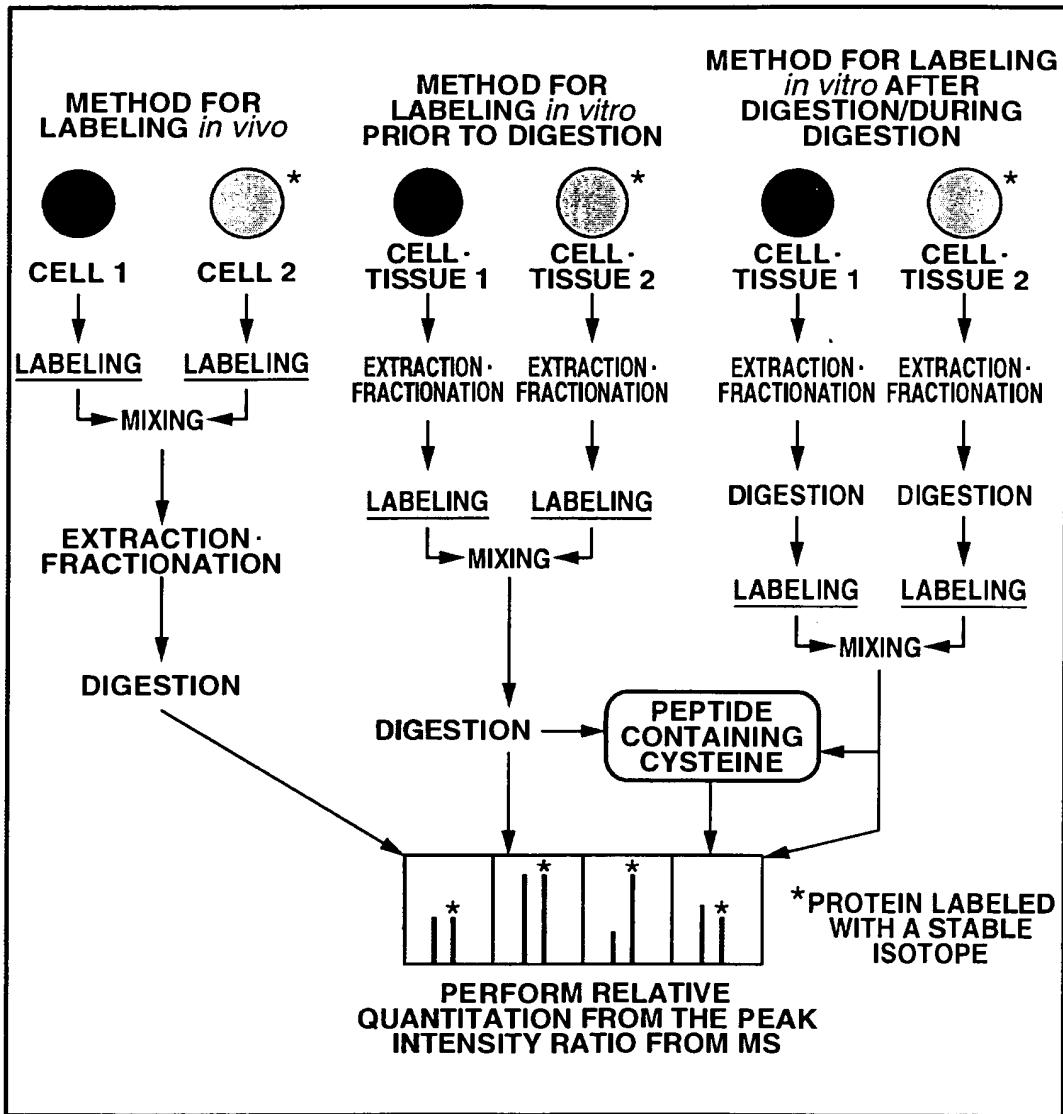 METHOD FOR
LABELING in vivo
*
CELL 1
CELL 2
LABELING
LABELING
MIXING
EXTRACTION·
FRACTIONATION
DIGESTION
METHOD FOR
LABELING in vitro
PRIOR TO DIGESTION
*
CELL·
TISSUE 1
CELL·
TISSUE 2
EXTRACTION·
FRACTIONATION
EXTRACTION·
FRACTIONATION
LABELING
LABELING
MIXING
DIGESTION
METHOD FOR LABELING
in vitro AFTER
DIGESTION/DURING
DIGESTION
*
CELL·
TISSUE 1
CELL·
TISSUE 2
EXTRACTION·
FRACTIONATION
EXTRACTION·
FRACTIONATION
DIGESTION
DIGESTION
LABELING
LABELING
MIXING
PEPTIDE
CONTAINING
CYSTEINE
* * * *
*PROTEIN LABELED
WITH A STABLE
ISOTOPE
PERFORM RELATIVE
QUANTITATION FROM THE PEAK
INTENSITY RATIO FROM MS